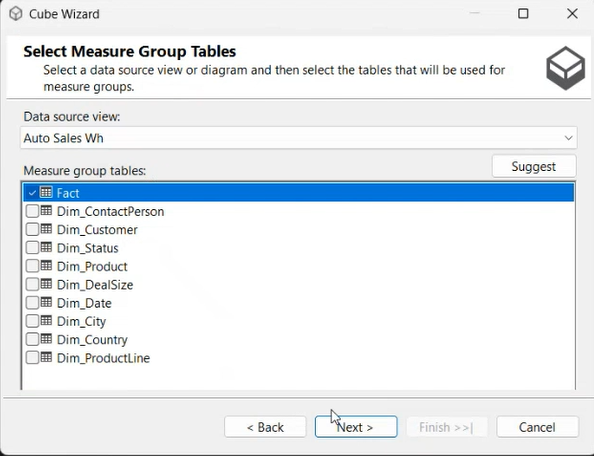 Cube Wizard
Select Measure Group Tables
Select a data source view or diagram and then select the tables that will be used for
measure groups.
Data source view:
Auto Sales Wh
Measure group tables:
Suggest
Fact
Dim_ContactPerson
Dim_Customer
Dim_Status
Dim_Product
Dim_DealSize
Dim_Date
Dim_City
Dim_Country
Dim_ProductLine
< Back
Next >
Finish >>|
Cancel